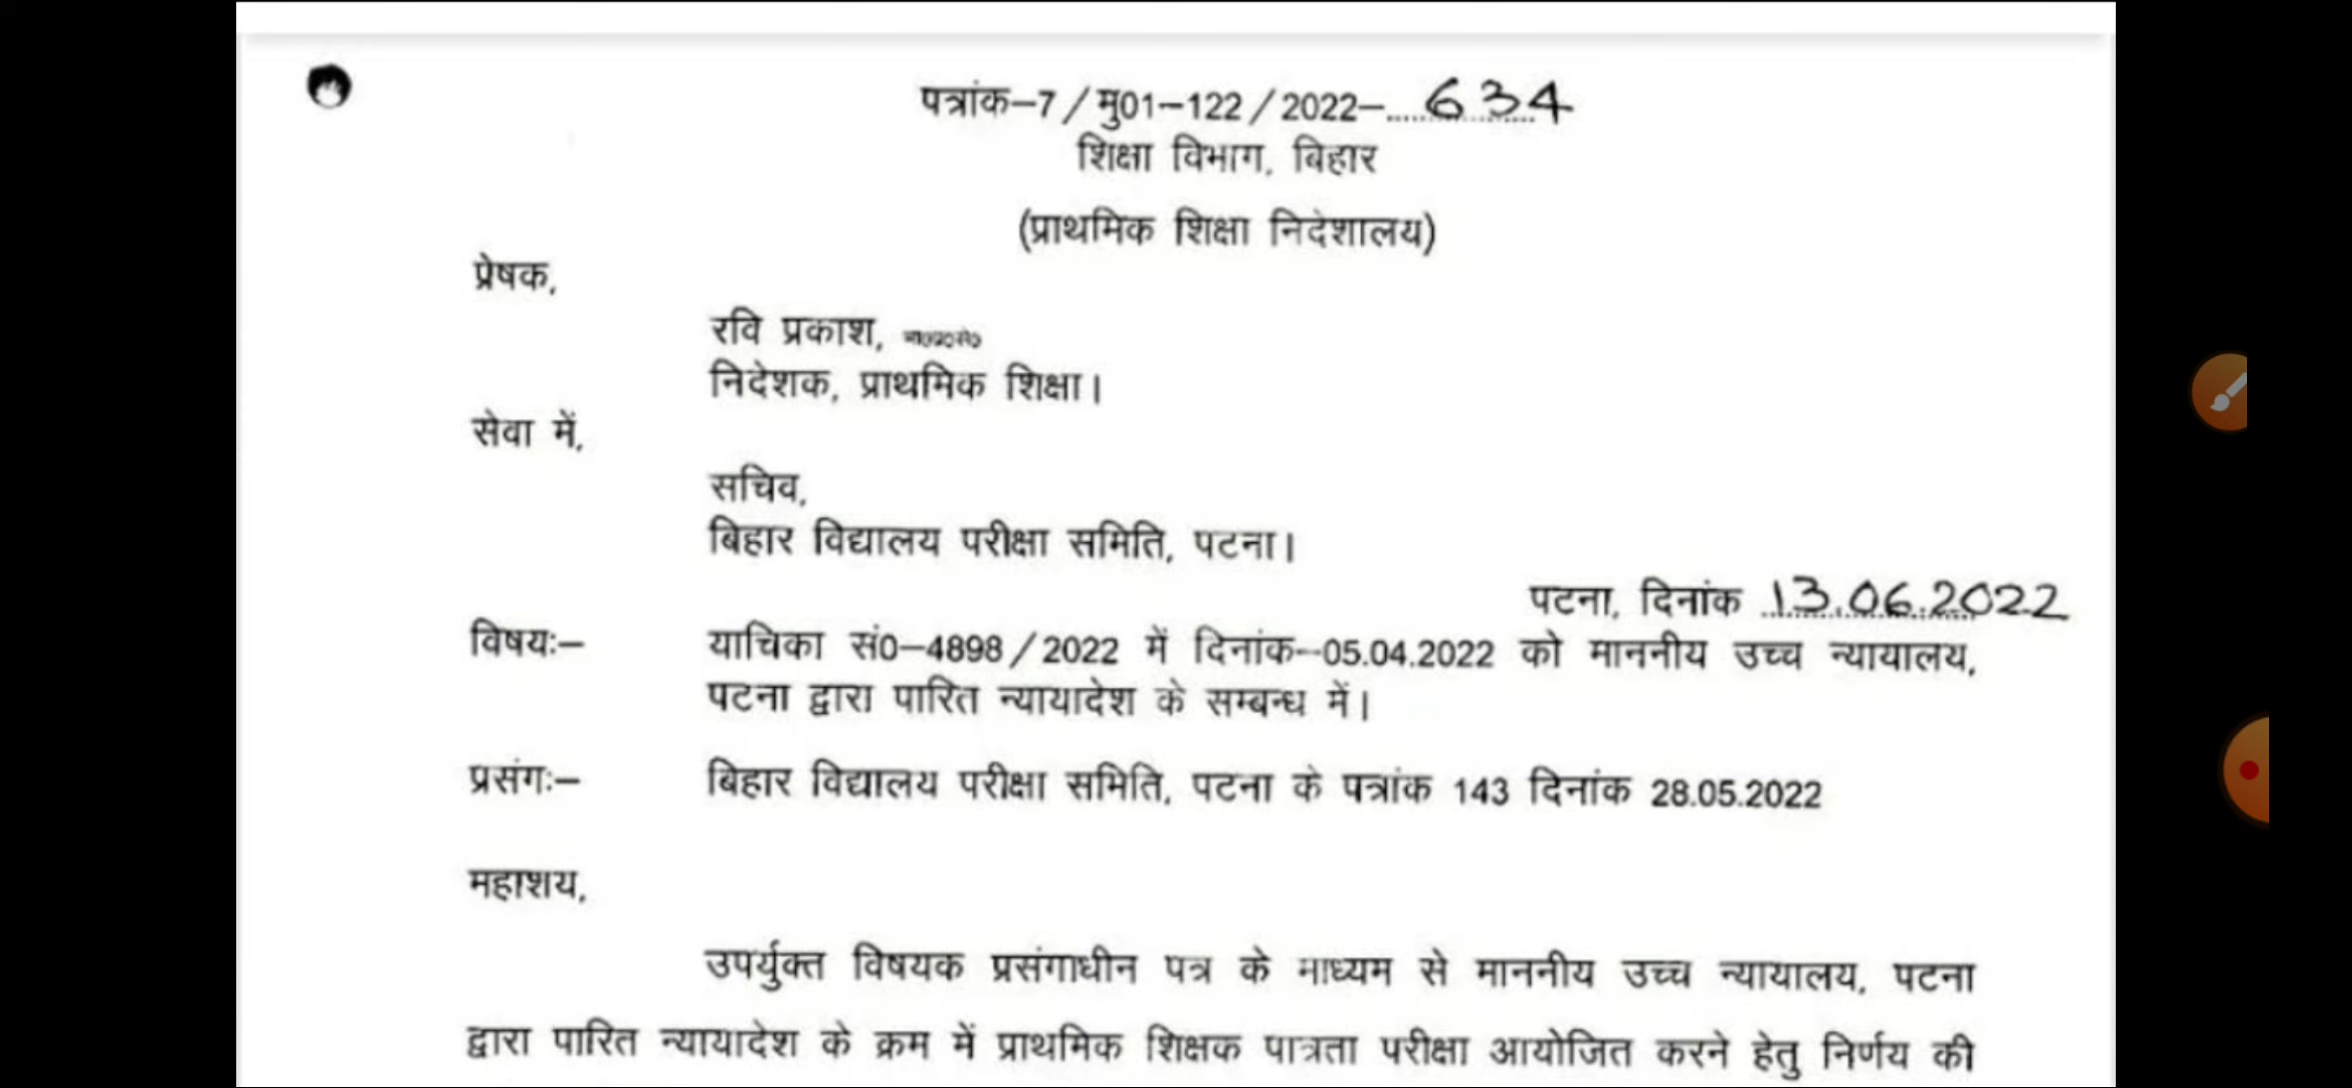 पत्रांक–7/मु01–122/2022–....634
शिक्षा विभाग, बिहार
(प्राथमिक शिक्षा निदेशालय)
प्रेषक,
रवि प्रकाश,
निदेशक, प्राथमिक शिक्षा।
सेवा में,
सचिव,
बिहार विद्यालय परीक्षा समिति, पटना।
पटना, दिनांक 13.06.2022
विषयः– याचिका सं0–4898/2022 में दिनांक–05.04.2022 को माननीय उच्च न्यायालय,
पटना द्वारा पारित न्यायादेश के सम्बन्ध में।
प्रसंगः– बिहार विद्यालय परीक्षा समिति, पटना के पत्रांक 143 दिनांक 28.05.2022
महाशय,
उपर्युक्त विषयक प्रसंगाधीन पत्र के माध्यम से माननीय उच्च न्यायालय, पटना
द्वारा पारित न्यायादेश के क्रम में प्राथमिक शिक्षक पात्रता परीक्षा आयोजित करने हेतु निर्णय की